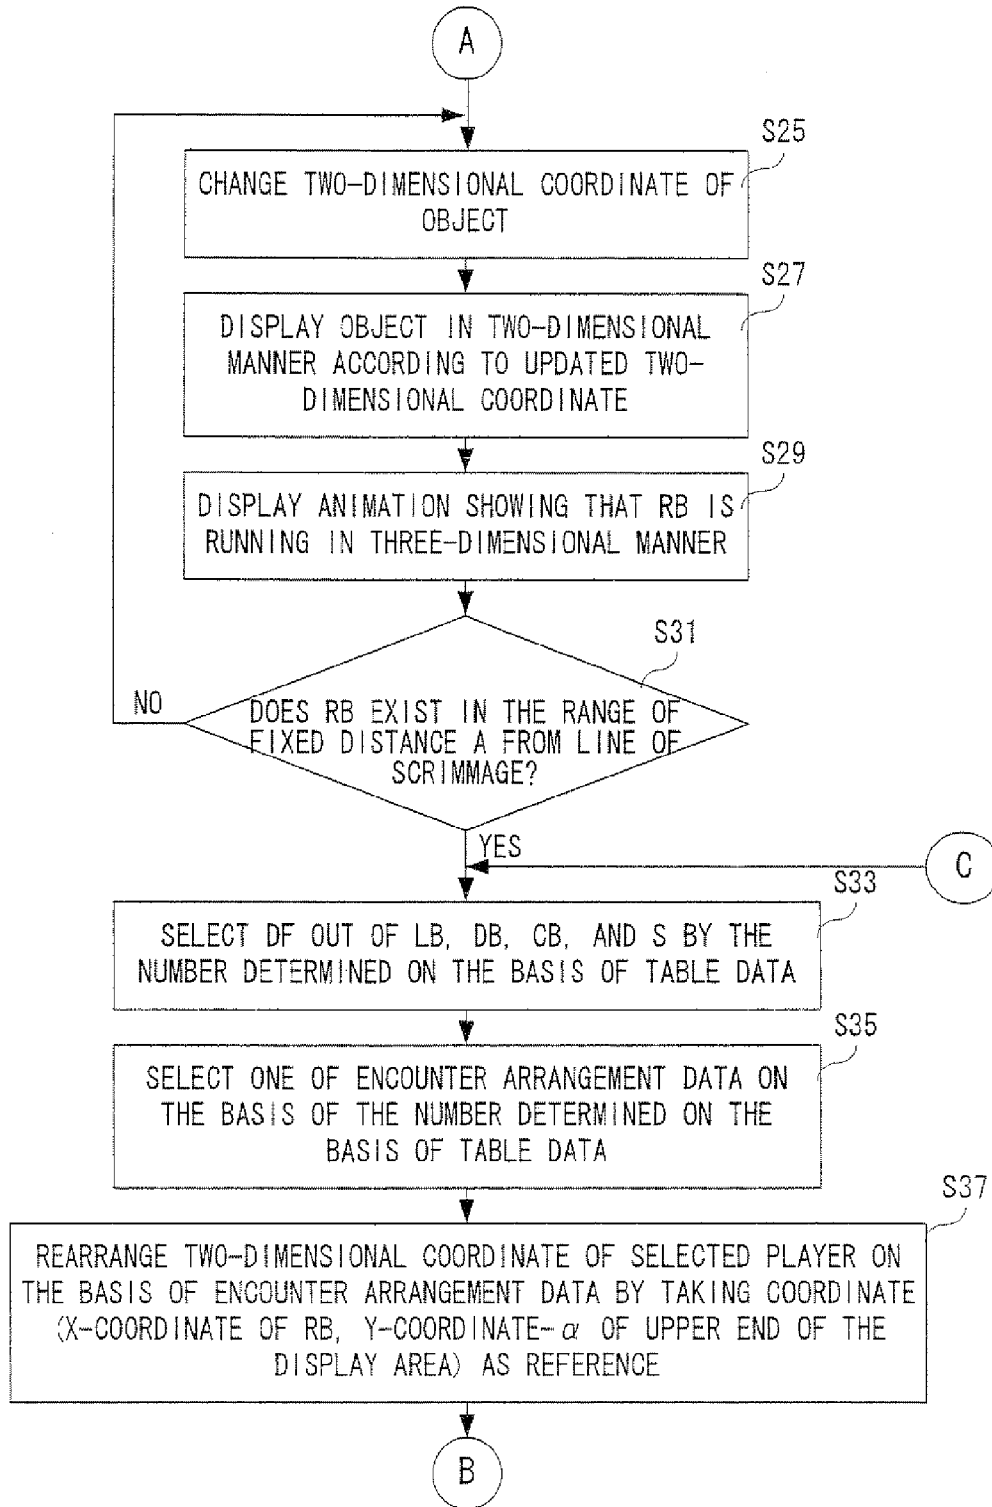 A
S25
CHANGE TWO-DIMENSIONAL COORDINATE OF
OBJECT
S27
DISPLAY OBJECT IN TWO-DIMENSIONAL
MANNER ACCORDING TO UPDATED TWO-
DIMENSIONAL COORDINATE
S29
DISPLAY ANIMATION SHOWING THAT RB IS
RUNNING IN THREE-DIMENSIONAL MANNER
S31
NO
DOES RB EXIST IN THE RANGE OF
FIXED DISTANCE A FROM LINE OF
SCRIMMAGE?
YES
C
S33
SELECT DF OUT OF LB, DB, CB, AND S BY THE
NUMBER DETERMINED ON THE BASIS OF TABLE DATA
S35
SELECT ONE OF ENCOUNTER ARRANGEMENT DATA ON
THE BASIS OF THE NUMBER DETERMINED ON THE
BASIS OF TABLE DATA
S37
REARRANGE TWO-DIMENSIONAL COORDINATE OF SELECTED PLAYER ON
THE BASIS OF ENCOUNTER ARRANGEMENT DATA BY TAKING COORDINATE
(X-COORDINATE OF RB, Y-COORDINATE-α OF UPPER END OF THE
DISPLAY AREA) AS REFERENCE
B